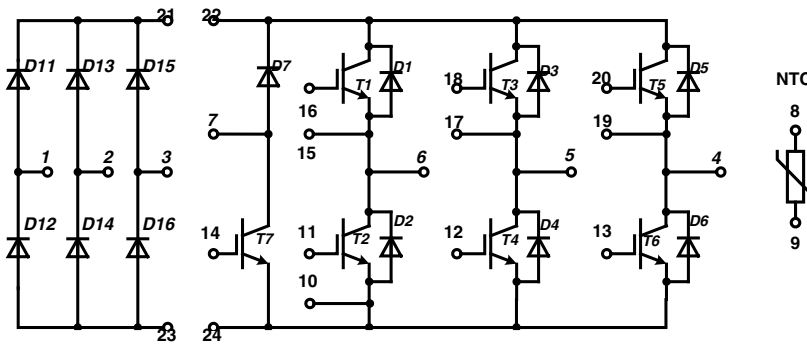 21 22
D11 D13 D15 D7 D1 D3 D5
T1 T3 T5
16 18 20
NTC
7 15 17 19 8
1 2 3 6 5 4
D12 D14 D16 D2 D4 D6
14 11 12 13
T7 T2 T4 T6
9
10
23 24